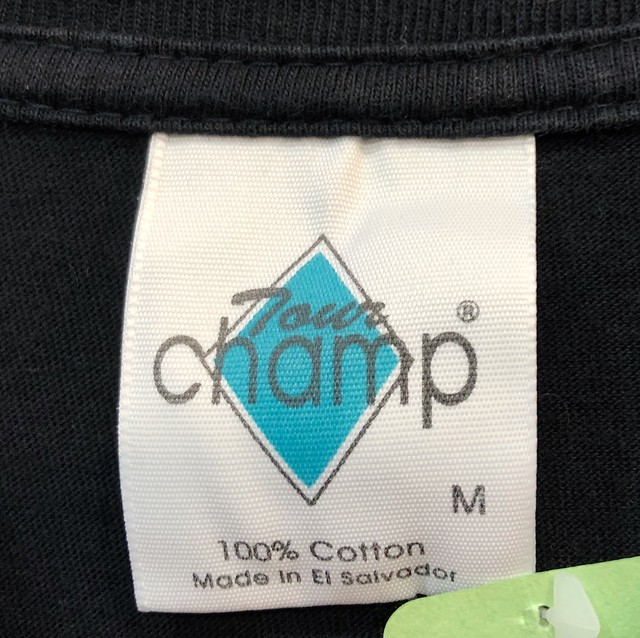 Tour
champ®
M
100% Cotton
Made In El Salvador